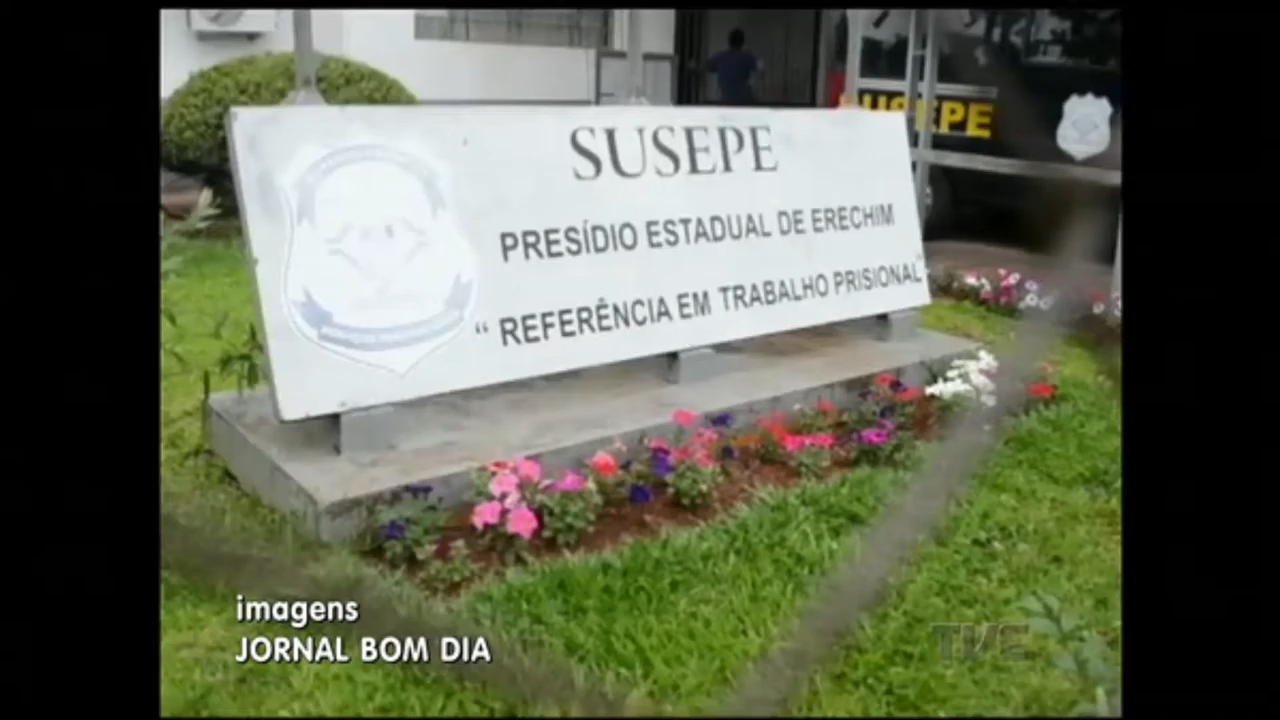 SUSEPE
SUSEPE
PRESÍDIO ESTADUAL DE ERECHIM
“ REFERÊNCIA EM TRABALHO PRISIONAL”
imagens
JORNAL BOM DIA
TVE